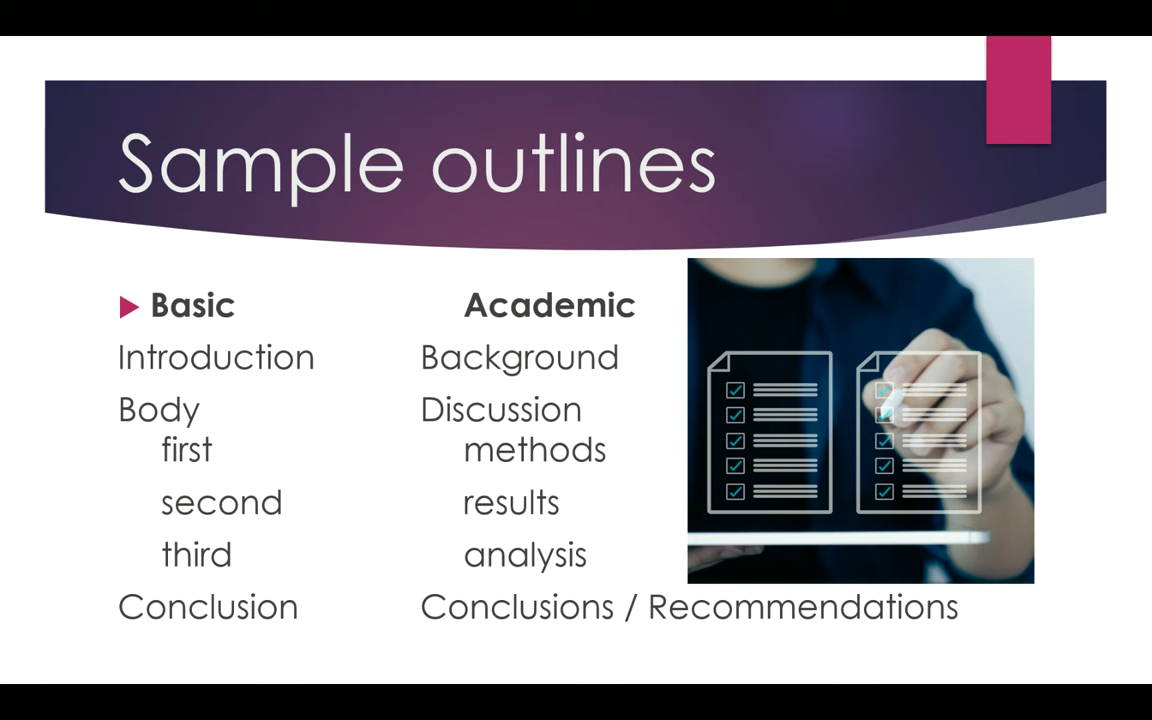 Sample outlines
Basic Academic
Introduction Background
Body Discussion
first methods
second results
third analysis
Conclusion Conclusions / Recommendations